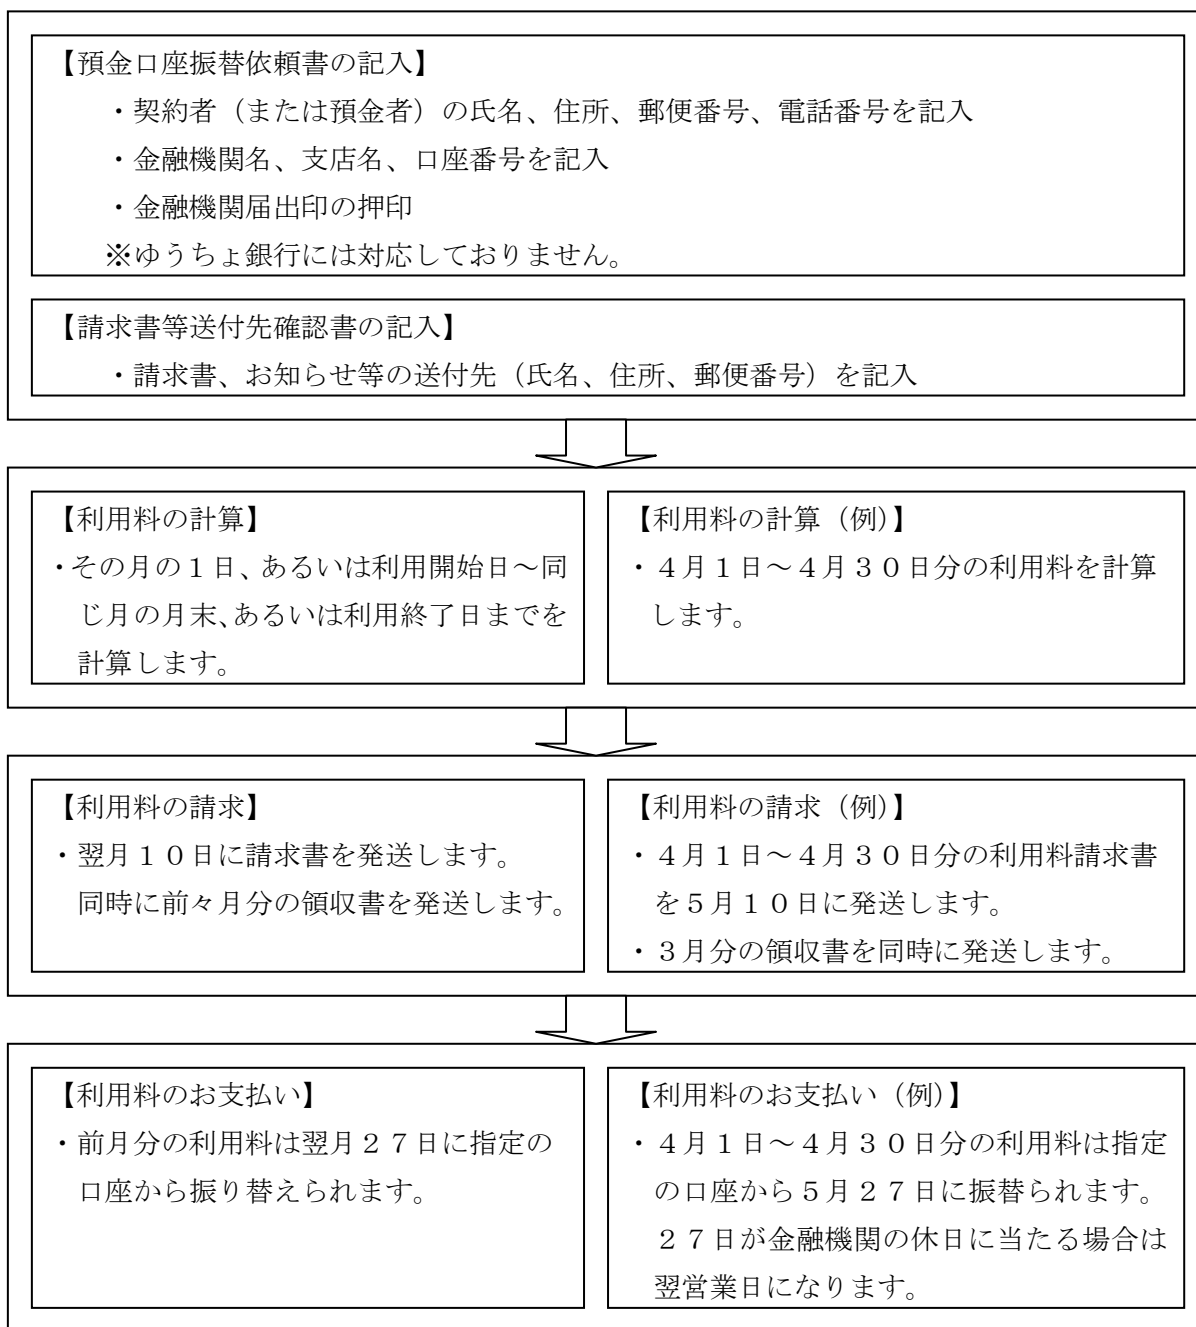 【預金口座振替依頼書の記入】
・契約者（または預金者）の氏名、住所、郵便番号、電話番号を記入
・金融機関名、支店名、口座番号を記入
・金融機関届出印の押印
※ゆうちょ銀行には対応しておりません。
【請求書等送付先確認書の記入】
・請求書、お知らせ等の送付先（氏名、住所、郵便番号）を記入
【利用料の計算】
・その月の１日、あるいは利用開始日～同
じ月の月末、あるいは利用終了日までを
計算します。
【利用料の計算（例）】
・４月１日～４月３０日分の利用料を計算
します。
【利用料の請求】
・翌月１０日に請求書を発送します。
同時に前々月分の領収書を発送します。
【利用料の請求（例）】
・４月１日～４月３０日分の利用料請求書
を５月１０日に発送します。
・３月分の領収書を同時に発送します。
【利用料のお支払い】
・前月分の利用料は翌月２７日に指定の
口座から振り替えられます。
【利用料のお支払い（例）】
・４月１日～４月３０日分の利用料は指定
の口座から５月２７日に振替られます。
２７日が金融機関の休日に当たる場合は
翌営業日になります。